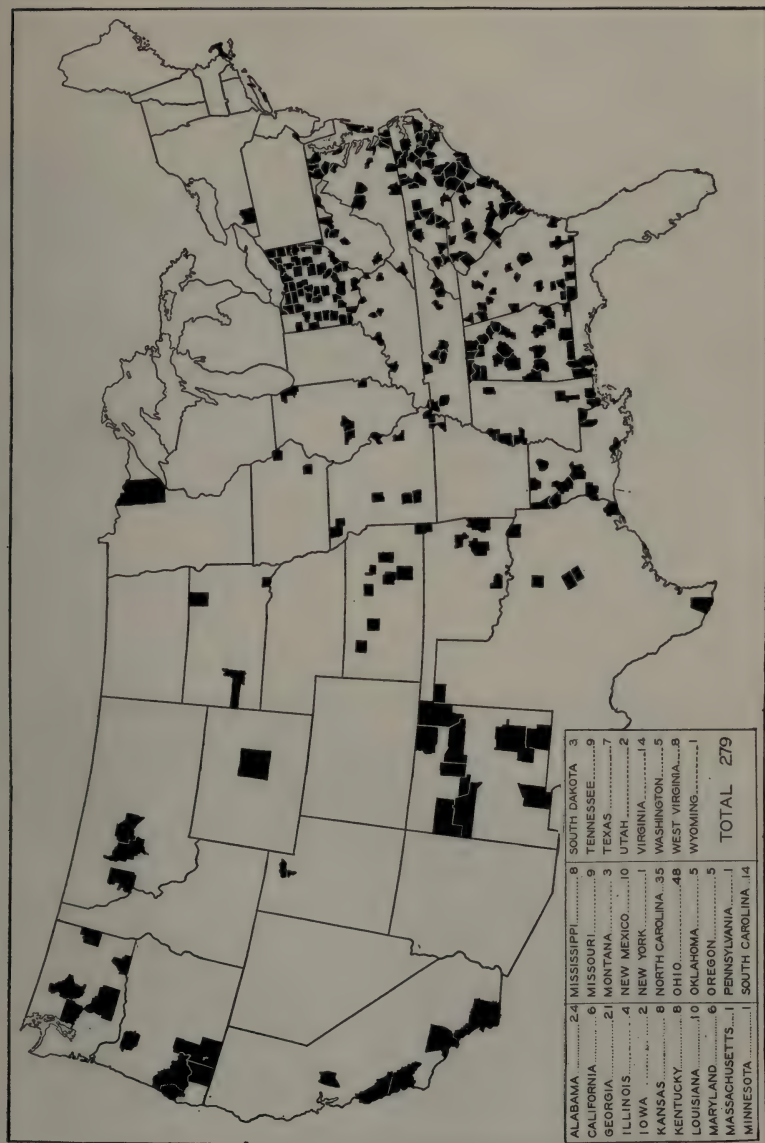 ALABAMA ............24
CALIFORNIA.........6
GEORGIA............21
ILLINOIS............4
IOWA ...............2
KANSAS.............8
KENTUCKY...........8
LOUISIANA..........10
MARYLAND...........6
MASSACHUSETTS....1
MINNESOTA..........1
MISSISSIPPI.........8
MISSOURI............9
MONTANA............3
NEW MEXICO.......10
NEW YORK..........1
NORTH CAROLINA..35
OHIO................48
OKLAHOMA..........5
OREGON.............5
PENNSYLVANIA......1
SOUTH CAROLINA..14
SOUTH DAKOTA 3
TENNESSEE........9
TEXAS.............7
UTAH..............2
VIRGINIA..........14
WASHINGTON......5
WEST VIRGINIA....8
WYOMING..........1
TOTAL 279